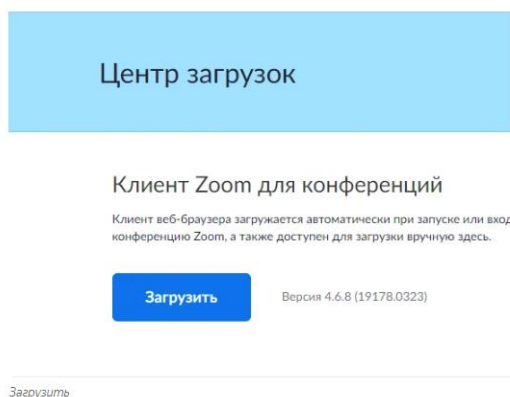 Центр загрузок
Клиент Zoom для конференций
Клиент веб-браузера загружается автоматически при запуске или вход
конференцию Zoom, а также доступен для загрузки вручную здесь.
Загрузить
Версия 4.6.8 (19178.0323)
Загрузить